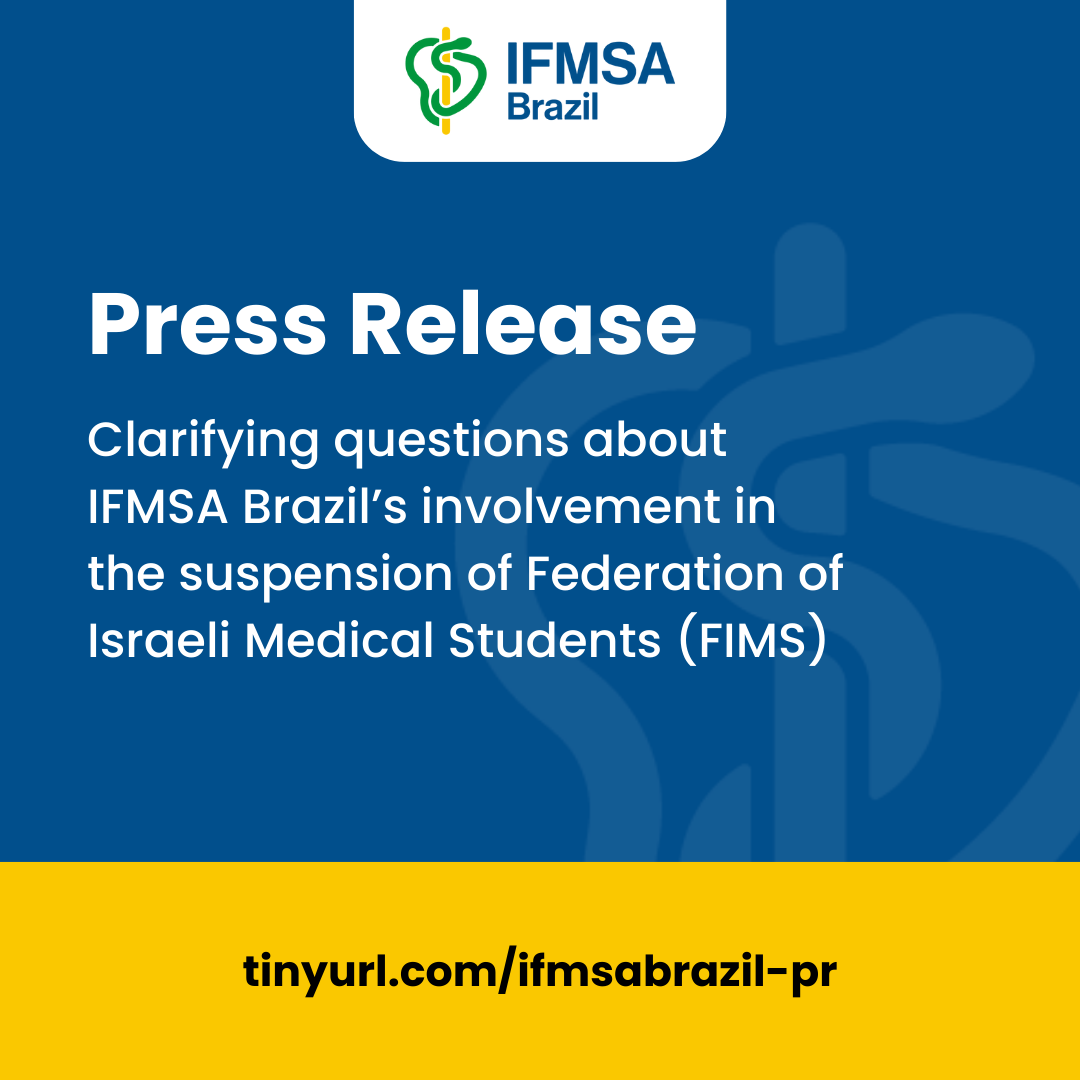 IFMSA
Brazil
Press Release
Clarifying questions about
IFMSA Brazil’s involvement in
the suspension of Federation of
Israeli Medical Students (FIMS)
tinyurl.com/ifmsabrazil-pr